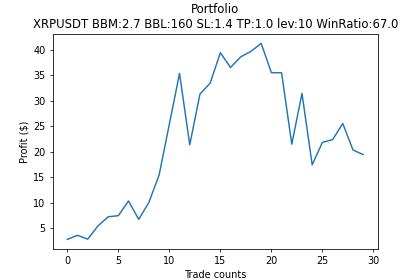 Portfolio
XRPUSDT BBM:2.7 BBL:160 SL:1.4 TP:1.0 lev:10 WinRatio:67.0
40
35
30
25
20
15
10
5
Profit ($)
0 5 10 15 20 25 30
Trade counts